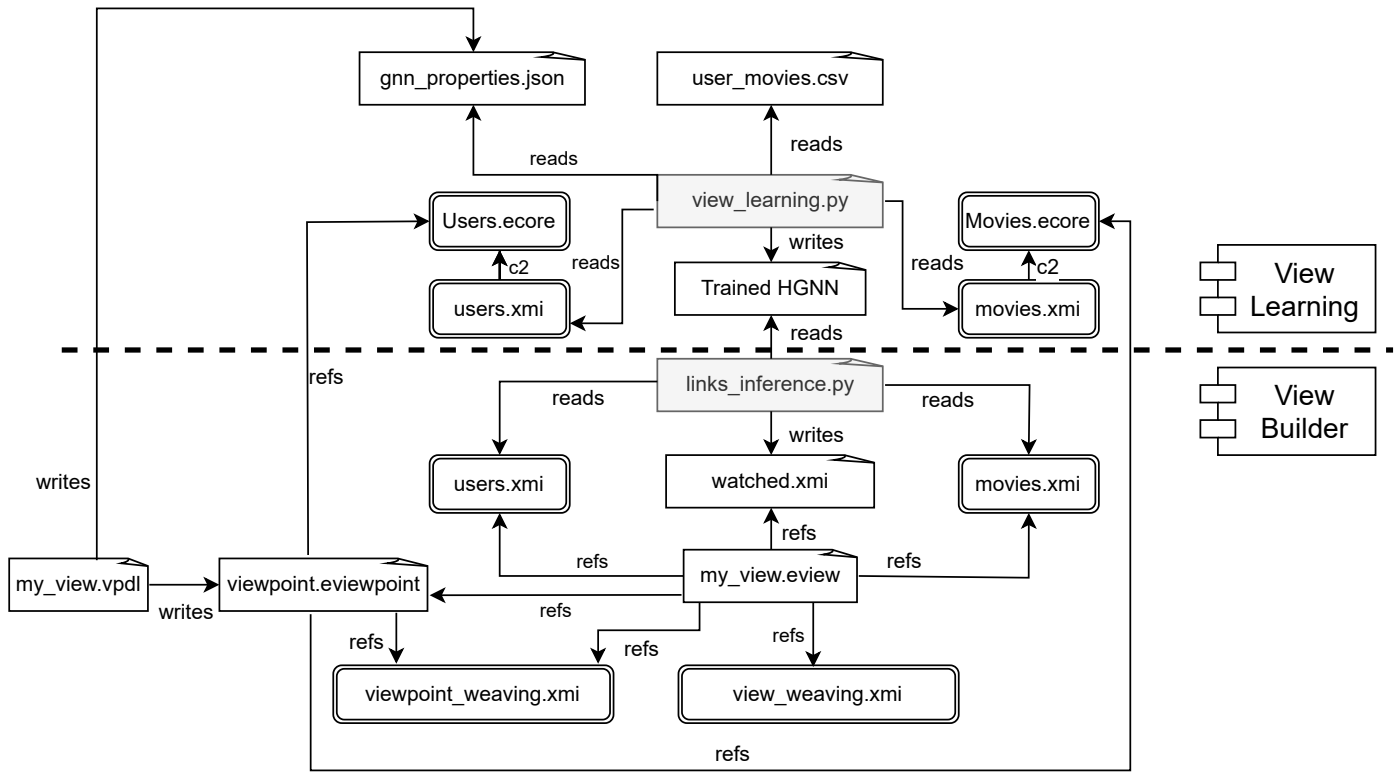 gnn_properties.json
user_movies.csv
reads
reads
view_learning.py
Users.ecore
Movies.ecore
writes
reads
reads
c2
c2
Trained HGNN
users.xmi
movies.xmi
View
Learning
reads
refs
links_inference.py
reads
reads
View
Builder
writes
users.xmi
watched.xmi
movies.xmi
writes
refs
refs
refs
my_view.vpdl
viewpoint.eviewpoint
my_view.eview
writes
refs
refs
refs
refs
viewpoint_weaving.xmi
view_weaving.xmi
refs